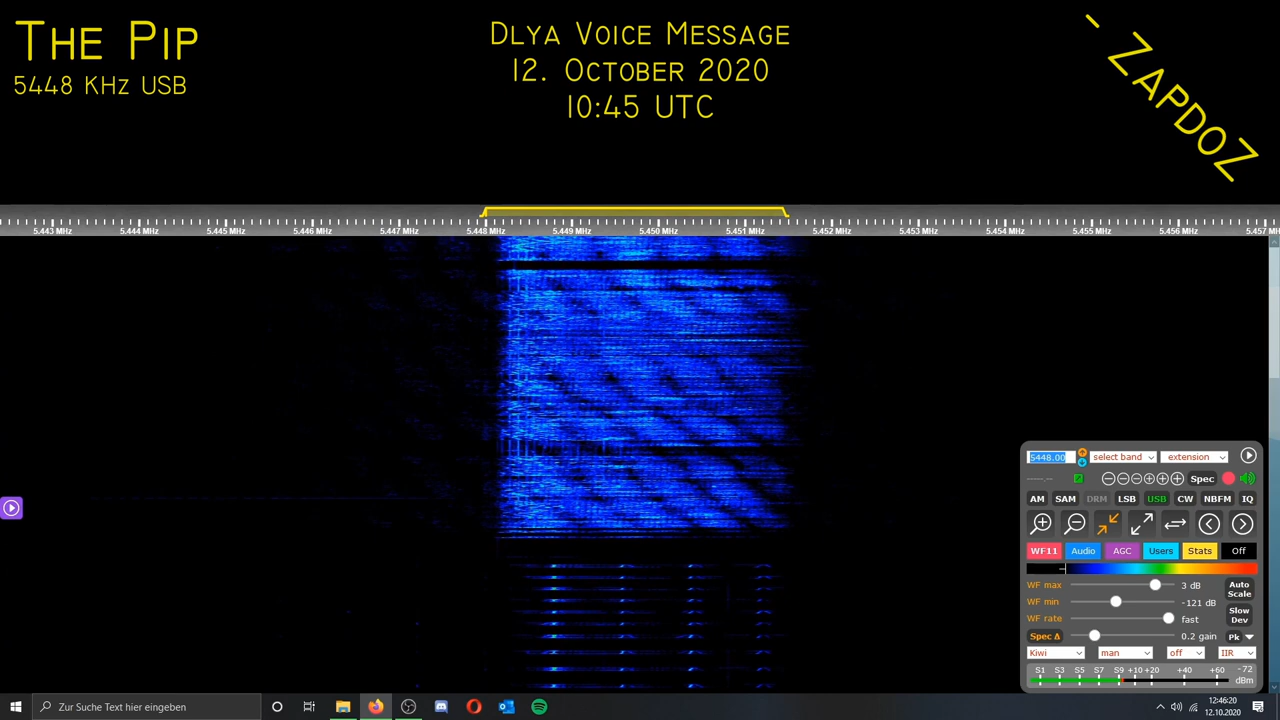 The Pip
5448 KHz USB
Dlya Voice Message
12. October 2020
10:45 UTC
- ZAPDOZ
5.443 MHz 5.444 MHz 5.445 MHz 5.446 MHz 5.447 MHz 5.448 MHz 5.449 MHz 5.450 MHz 5.451 MHz 5.452 MHz 5.453 MHz 5.454 MHz 5.455 MHz 5.456 MHz 5.457 MH
5448.00 select band extension
Spec
AM SAM DRM LSB USB CW NBFM IQ
WF11 Audio AGC Users Stats Off
WF max 3 dB Auto Scale
WF min -121 dB
WF rate fast Slow Dev
Spec Δ 0.2 gain Pk
Kiwi man off IIR
S1 S3 S5 S7 S9 +10 +20 +40 +60 -72 dBm
Zur Suche Text hier eingeben
12:46:20
12.10.2020